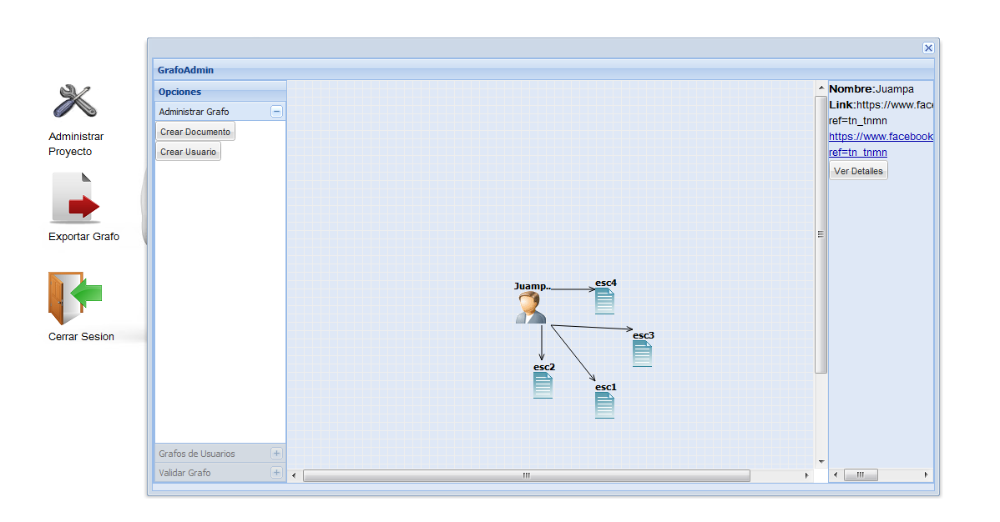 Administrar
Proyecto
Exportar Grafo
Cerrar Sesion
GrafoAdmin
Opciones
Administrar Grafo
Crear Documento
Crear Usuario
Grafos de Usuarios
Validar Grafo
Juamp..
esc4
esc3
esc2
esc1
Nombre:Juampa
Link:https://www.face
ref=tn_tnmn
https://www.facebook
ref=tn_tnmn
Ver Detalles